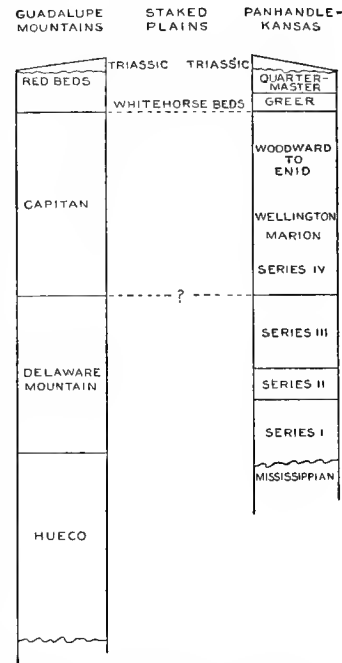 GUADALUPE MOUNTAINS
STAKED PLAINS
PANHANDLE-KANSAS
TRIASSIC TRIASSIC
RED BEDS
QUARTER-
MASTER
WHITEHORSE BEDS
GREER
WOODWARD
TO
ENID
CAPITAN
WELLINGTON
MARION
SERIES IV
?
SERIES III
DELAWARE
MOUNTAIN
SERIES II
SERIES I
MISSISSIPPIAN
HUECO